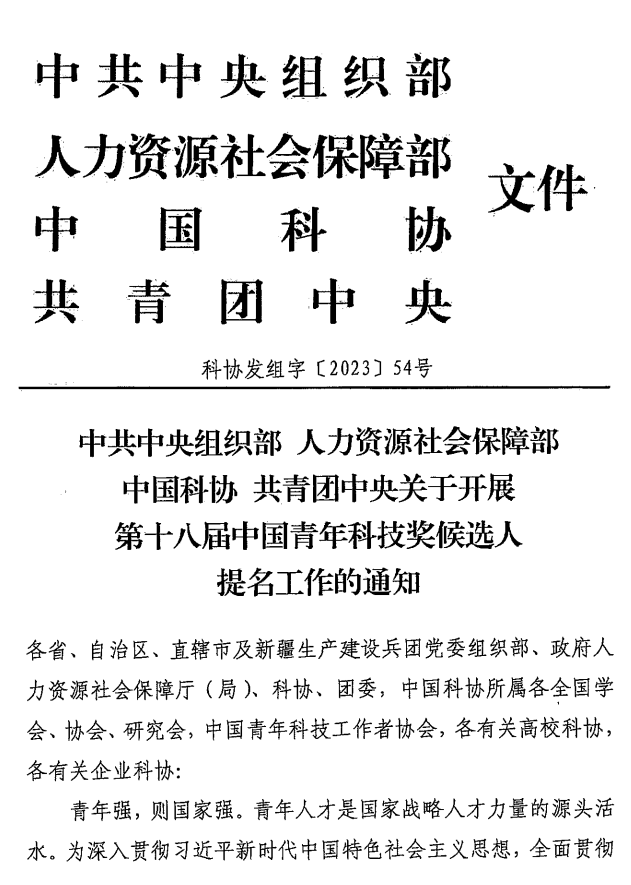 中共中央组织部
人力资源社会保障部
中国科协
共青团中央
文件
科协发组字〔2023〕54号
中共中央组织部 人力资源社会保障部
中国科协 共青团中央关于开展
第十八届中国青年科技奖候选人
提名工作的通知
各省、自治区、直辖市及新疆生产建设兵团党委组织部、政府人
力资源社会保障厅（局）、科协、团委，中国科协所属各全国学
会、协会、研究会，中国青年科技工作者协会，各有关高校科协，
各有关企业科协：
青年强，则国家强。青年人才是国家战略人才力量的源头活
水。为深入贯彻习近平新时代中国特色社会主义思想，全面贯彻